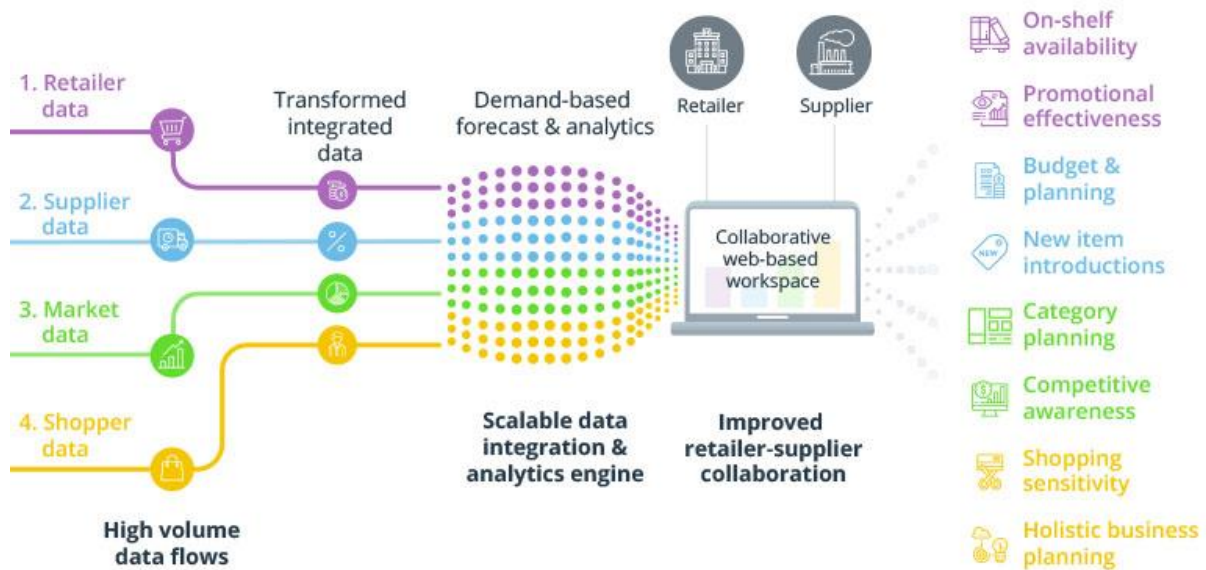 1. Retailer
data
2. Supplier
data
3. Market
data
4. Shopper
data
High volume
data flows
Transformed
integrated
data
%
Demand-based
forecast & analytics
Scalable data
integration &
analytics engine
Retailer
Supplier
Collaborative
web-based
workspace
Improved
retailer-supplier
collaboration
On-shelf
availability
Promotional
effectiveness
Budget &
planning
NEW
New item
introductions
Category
planning
$
Competitive
awareness
Shopping
sensitivity
Holistic business
planning